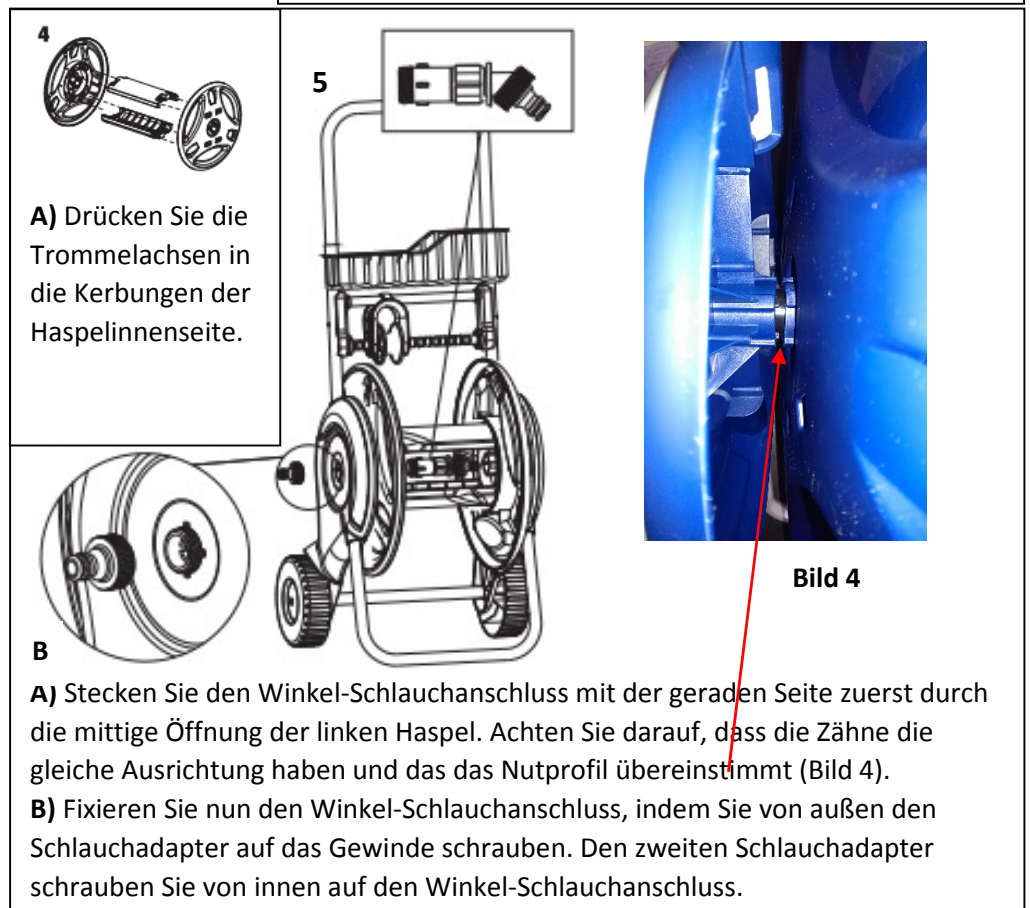 4
A) Drücken Sie die
Trommelachsen in
die Kerbungen der
Haspelinnenseite.
5
Bild 4
B
A) Stecken Sie den Winkel-Schlauchanschluss mit der geraden Seite zuerst durch
die mittige Öffnung der linken Haspel. Achten Sie darauf, dass die Zähne die
gleiche Ausrichtung haben und das das Nutprofil übereinstimmt (Bild 4).
B) Fixieren Sie nun den Winkel-Schlauchanschluss, indem Sie von außen den
Schlauchadapter auf das Gewinde schrauben. Den zweiten Schlauchadapter
schrauben Sie von innen auf den Winkel-Schlauchanschluss.